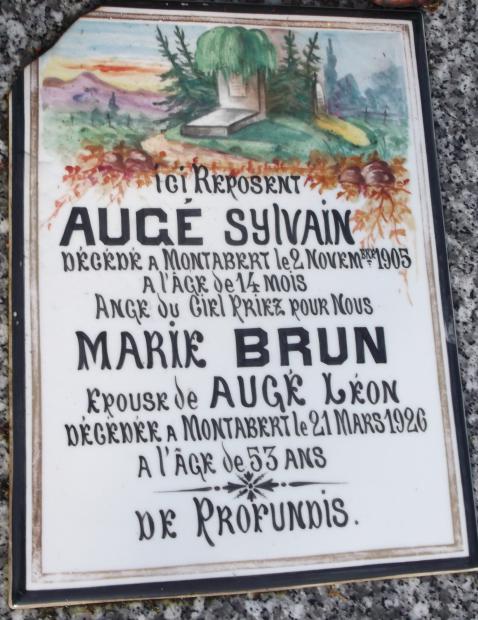 Ici Reposent
AUGÉ Sylvain
Décédé a Montabert le 2 Novembre 1905
a l'Âge de 14 mois
Ange du Ciel Priez pour Nous
Marie BRUN
Epouse de AUGÉ Léon
Décédée a Montabert le 21 Mars 1926
a l'Âge de 53 ans
De Profundis.